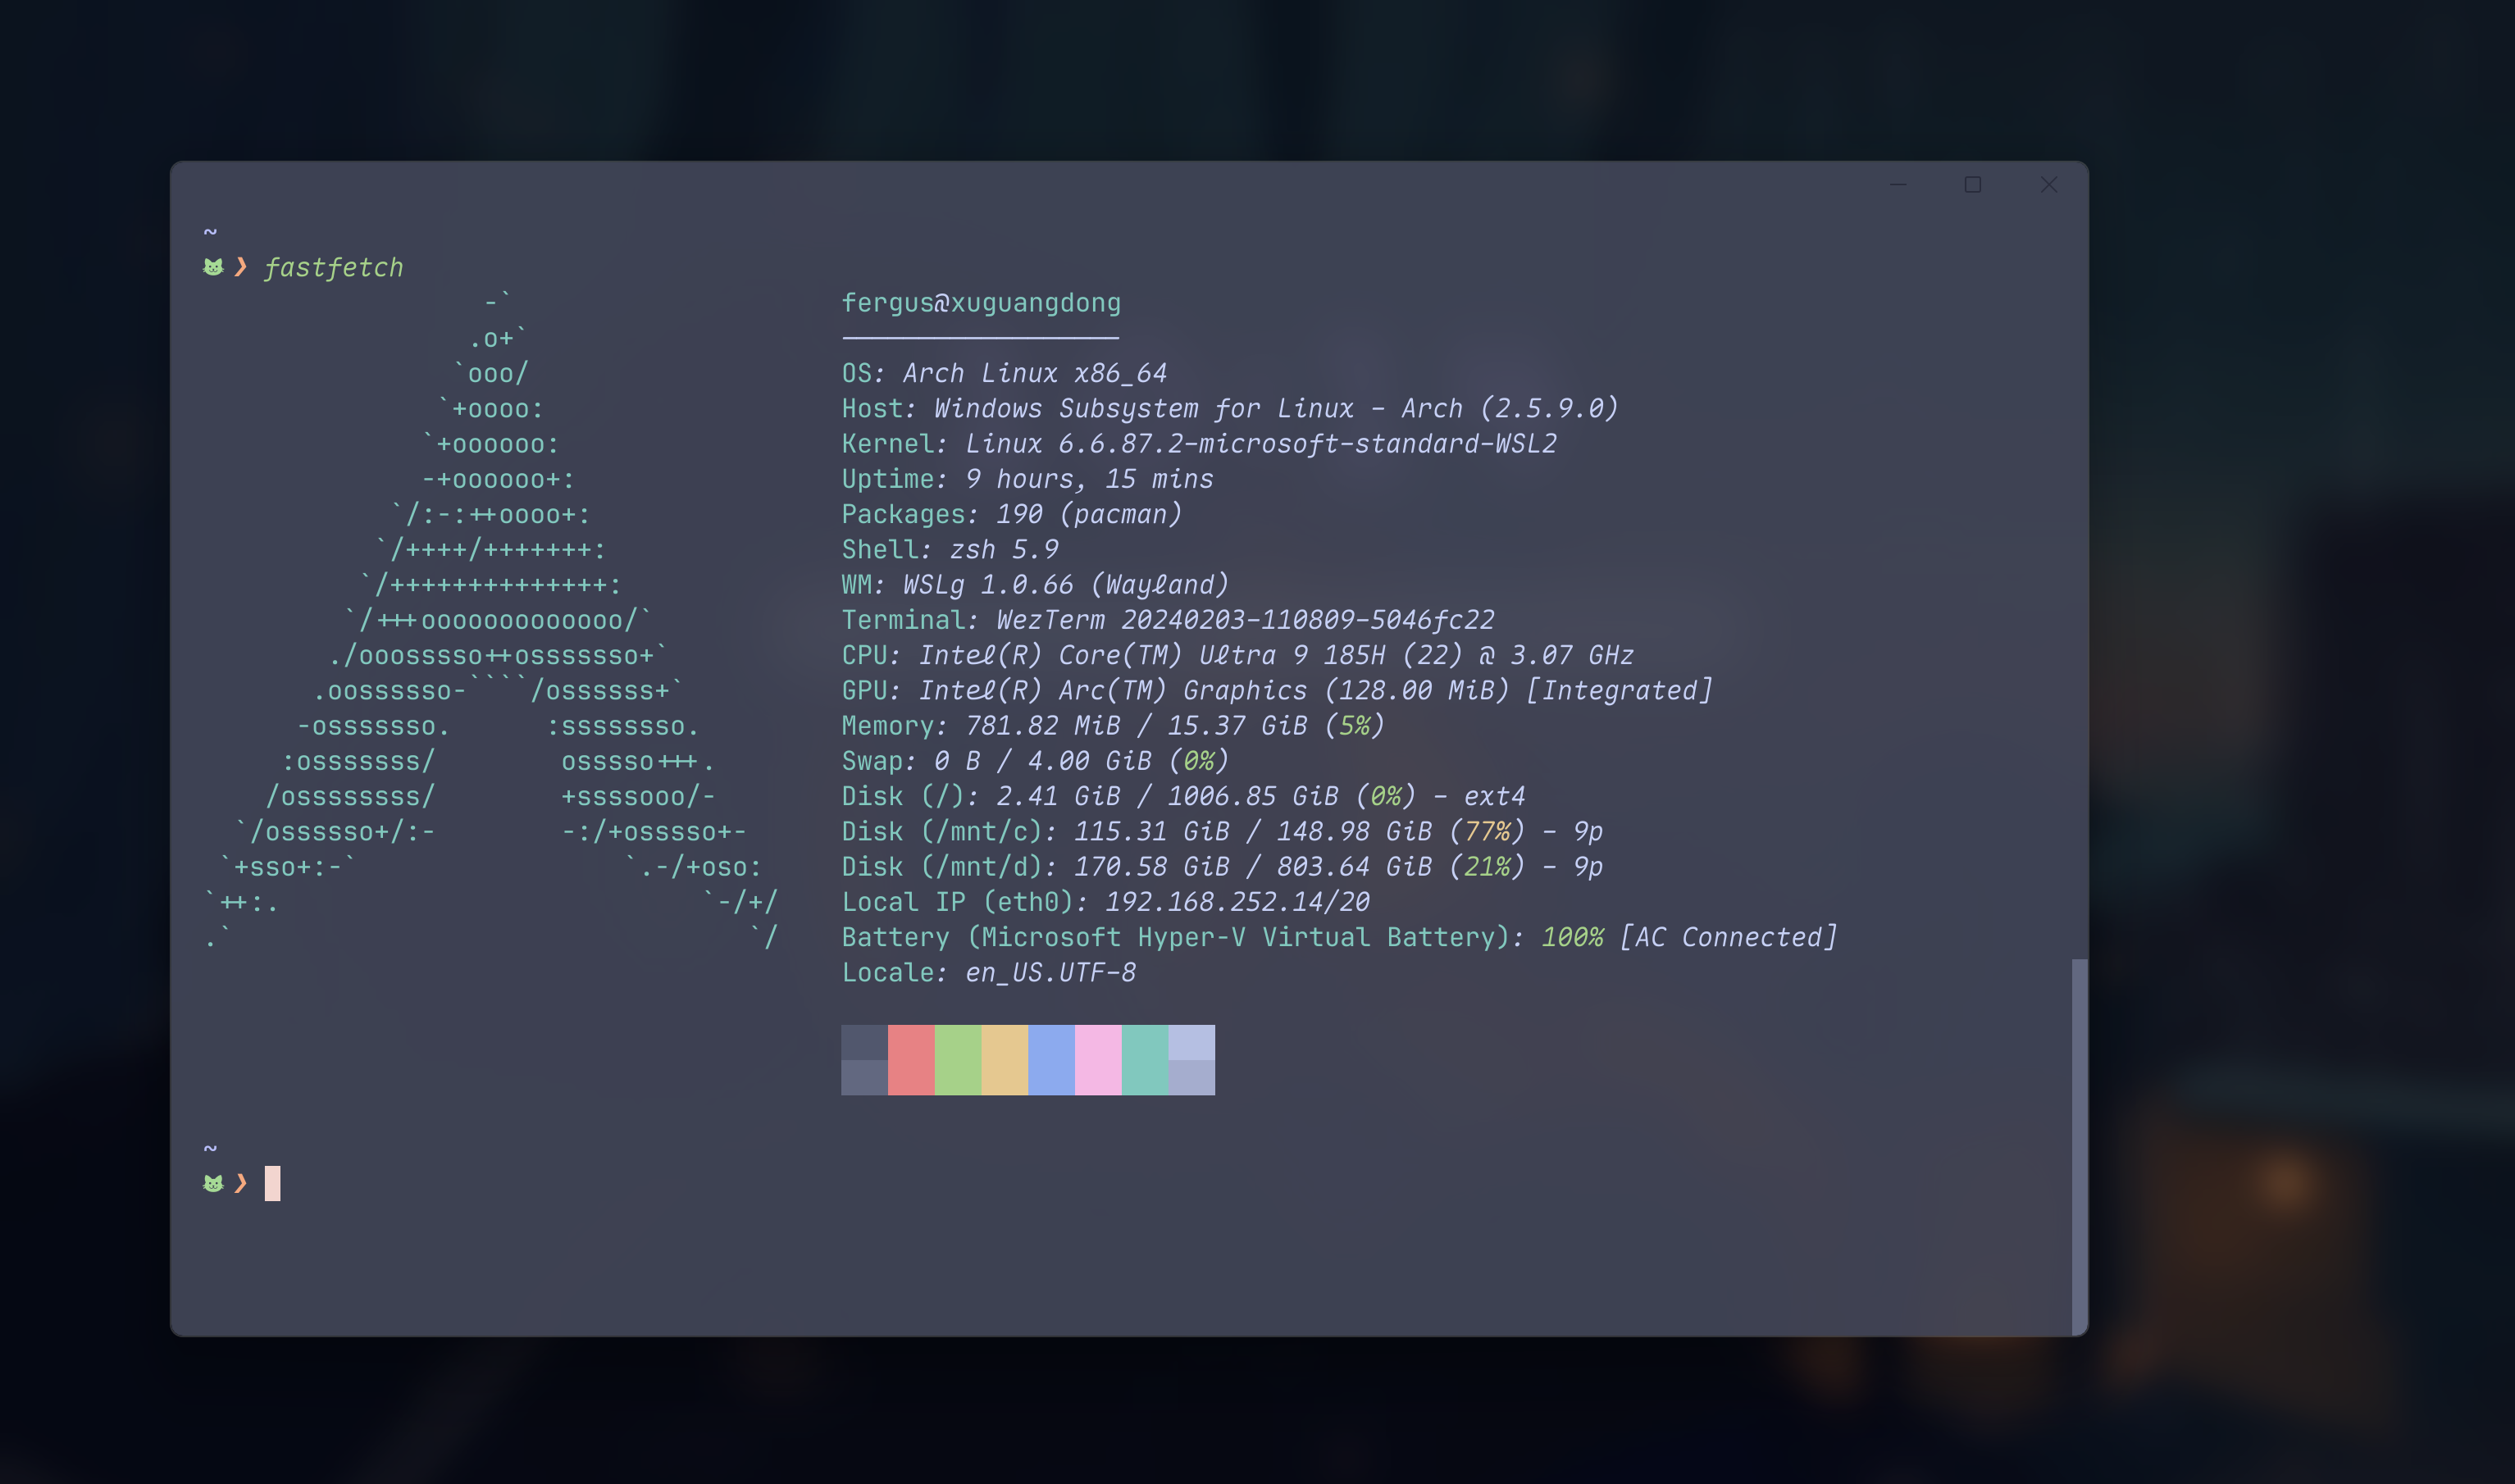 ~
❯ fastfetch
                  -`                     fergus@xuguangdong
                 .o+`                    ──────────────────
                `ooo/                    OS: Arch Linux x86_64
               `+oooo:                   Host: Windows Subsystem for Linux - Arch (2.5.9.0)
              `+oooooo:                  Kernel: Linux 6.6.87.2-microsoft-standard-WSL2
              -+oooooo+:                 Uptime: 9 hours, 15 mins
            `/:-:++oooo+:                Packages: 190 (pacman)
           `/++++/+++++++:               Shell: zsh 5.9
          `/++++++++++++++:              WM: WSLg 1.0.66 (Wayland)
         `/+++ooooooooooooo/`            Terminal: WezTerm 20240203-110809-5046fc22
        ./ooosssso++osssssso+`           CPU: Intel(R) Core(TM) Ultra 9 185H (22) @ 3.07 GHz
       .oossssso-````/ossssss+`          GPU: Intel(R) Arc(TM) Graphics (128.00 MiB) [Integrated]
      -osssssso.      :ssssssso.         Memory: 781.82 MiB / 15.37 GiB (5%)
     :osssssss/        osssso+++.        Swap: 0 B / 4.00 GiB (0%)
    /ossssssss/        +ssssooo/-        Disk (/): 2.41 GiB / 1006.85 GiB (0%) - ext4
  `/ossssso+/:-        -:/+osssso+-      Disk (/mnt/c): 115.31 GiB / 148.98 GiB (77%) - 9p
 `+sso+:-`                 `.-/+oso:     Disk (/mnt/d): 170.58 GiB / 803.64 GiB (21%) - 9p
`++:.                           `-/+/    Local IP (eth0): 192.168.252.14/20
.`                                 `/    Battery (Microsoft Hyper-V Virtual Battery): 100% [AC Connected]
                                         Locale: en_US.UTF-8
~
❯